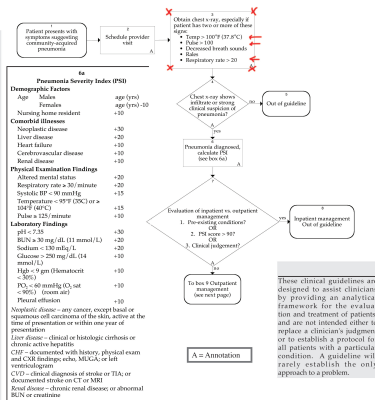 1
Patient presents with
symptoms suggesting
community-acquired
pneumonia
2
Schedule provider
visit
A
3
Obtain chest x-ray, especially if
patient has two or more of these
signs:
• Temp > 100°F (37.8°C)
• Pulse > 100
• Decreased breath sounds
• Rales
• Respiratory rate > 20
A
4
Chest x-ray shows
infiltrate or strong
clinical suspicion of
pneumonia?
A
no
5
Out of guideline
yes
6
Pneumonia diagnosed,
calculate PSI
(see box 6a)
A
7
Evaluation of inpatient vs. outpatient
management
1. Pre-existing conditions?
OR
2. PSI score > 90?
OR
3. Clinical judgement?
A
yes
8
Inpatient management
Out of guideline
no
To box 9 Outpatient
management
(see next page)
A = Annotation
6a
Pneumonia Severity Index (PSI)
Demographic Factors
Age Males age (yrs)
Females age (yrs) -10
Nursing home resident +10
Comorbid Illnesses
Neoplastic disease +30
Liver disease +20
Heart failure +10
Cerebrovascular disease +10
Renal disease +10
Physical Examination Findings
Altered mental status +20
Respiratory rate ≥ 30/minute +20
Systolic BP < 90 mmHg +15
Temperature < 95°F (35C) or ≥
104°F (40°C) +15
Pulse ≥ 125/minute +10
Laboratory Findings
pH < 7.35 +30
BUN ≥ 30 mg/dL (11 mmol/L) +20
Sodium < 130 mEq/L +20
Glucose > 250 mg/dL (14
mmol/L) +10
Hgb < 9 gm (Hematocrit
< 30%) +10
PO₂ < 60 mmHg (O₂ sat
< 90%) (room air) +10
Pleural effusion +10
Neoplastic disease – any cancer, except basal or
squamous cell carcinoma of the skin, active at the
time of presentation or within one year of
presentation
Liver disease – clinical or histologic cirrhosis or
chronic active hepatitis
CHF – documented with history, physical exam
and CXR findings; echo, MUGA; or left
ventriculogram
CVD – clinical diagnosis of stroke or TIA; or
documented stroke on CT or MRI
Renal disease – chronic renal disease; or abnormal
BUN or creatinine
These clinical guidelines are
designed to assist clinicians
by providing an analytical
framework for the evalua-
tion and treatment of patients,
and are not intended either to
replace a clinician's judgment
or to establish a protocol for
all patients with a particular
condition. A guideline will
rarely establish the only
approach to a problem.